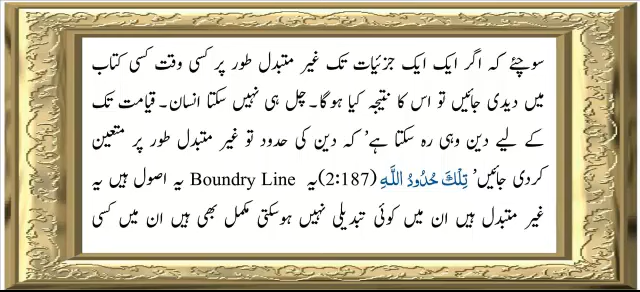 سوچئے کہ اگر ایک ایک جزئیات تک غیر متبدل طور پر کسی وقت کسی کتاب
میں دیدی جائیں تو اس کا نتیجہ کیا ہوگا۔ چل ہی نہیں سکتا انسان۔ قیامت تک
کے لیے دین وہی رہ سکتا ہے‘ کہ دین کی حدود تو غیر متبدل طور پر متعین
کردی جائیں‘ تِلْكَ حُدُودُ اللَّهِ (2:187) یہ Boundry Line یہ اصول ہیں یہ
غیر متبدل ہیں ان میں کوئی تبدیلی نہیں ہوسکتی مکمل بھی ہیں ان میں کسی